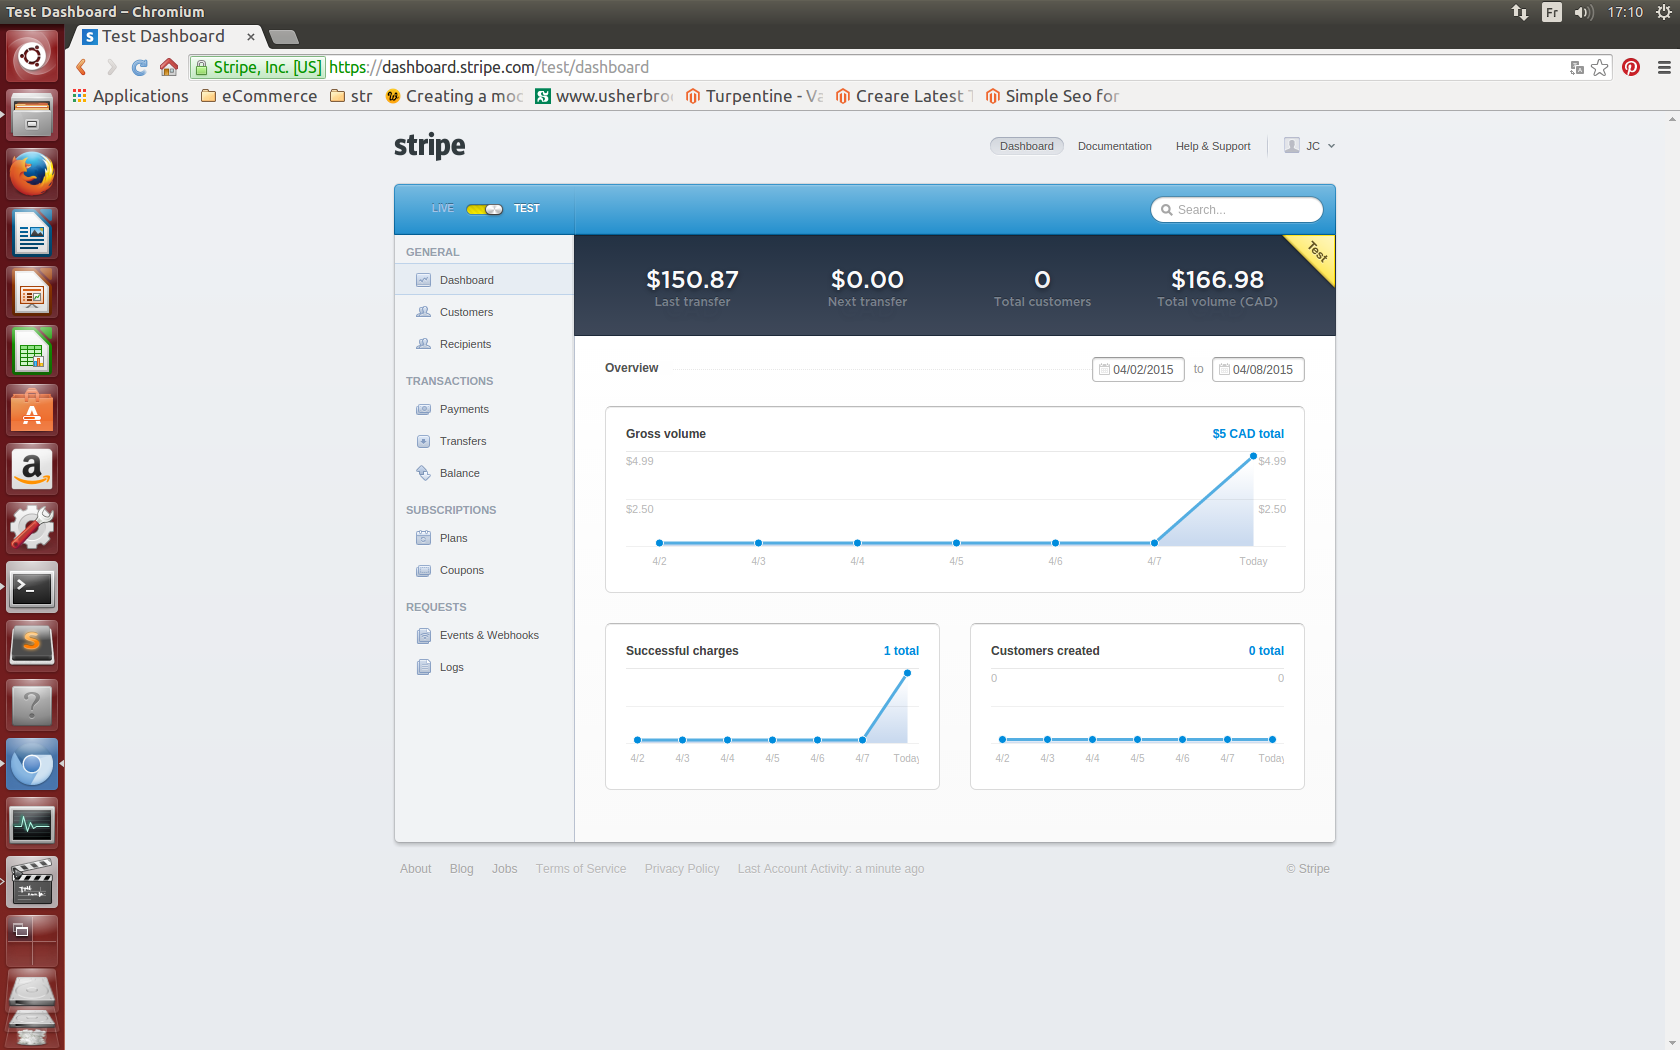 Test Dashboard – Chromium
Fr
17:10
Test Dashboard
Stripe, Inc. [US] https://dashboard.stripe.com/test/dashboard
Applications
eCommerce
str
Creating a moc
www.usherbro
Turpentine - Va
Creare Latest T
Simple Seo for
stripe
Dashboard
Documentation
Help & Support
JC
LIVE
TEST
Search...
GENERAL
Dashboard
Customers
Recipients
TRANSACTIONS
Payments
Transfers
Balance
SUBSCRIPTIONS
Plans
Coupons
REQUESTS
Events & Webhooks
Logs
$150.87
Last transfer
$0.00
Next transfer
0
Total customers
$166.98
Total volume (CAD)
Test
Overview
04/02/2015 to 04/08/2015
Gross volume
$5 CAD total
$4.99 $4.99
$2.50 $2.50
4/2 4/3 4/4 4/5 4/6 4/7 Today
Successful charges
1 total
4/2 4/3 4/4 4/5 4/6 4/7 Today
Customers created
0 total
0 0
4/2 4/3 4/4 4/5 4/6 4/7 Today
About Blog Jobs Terms of Service Privacy Policy Last Account Activity: a minute ago
© Stripe